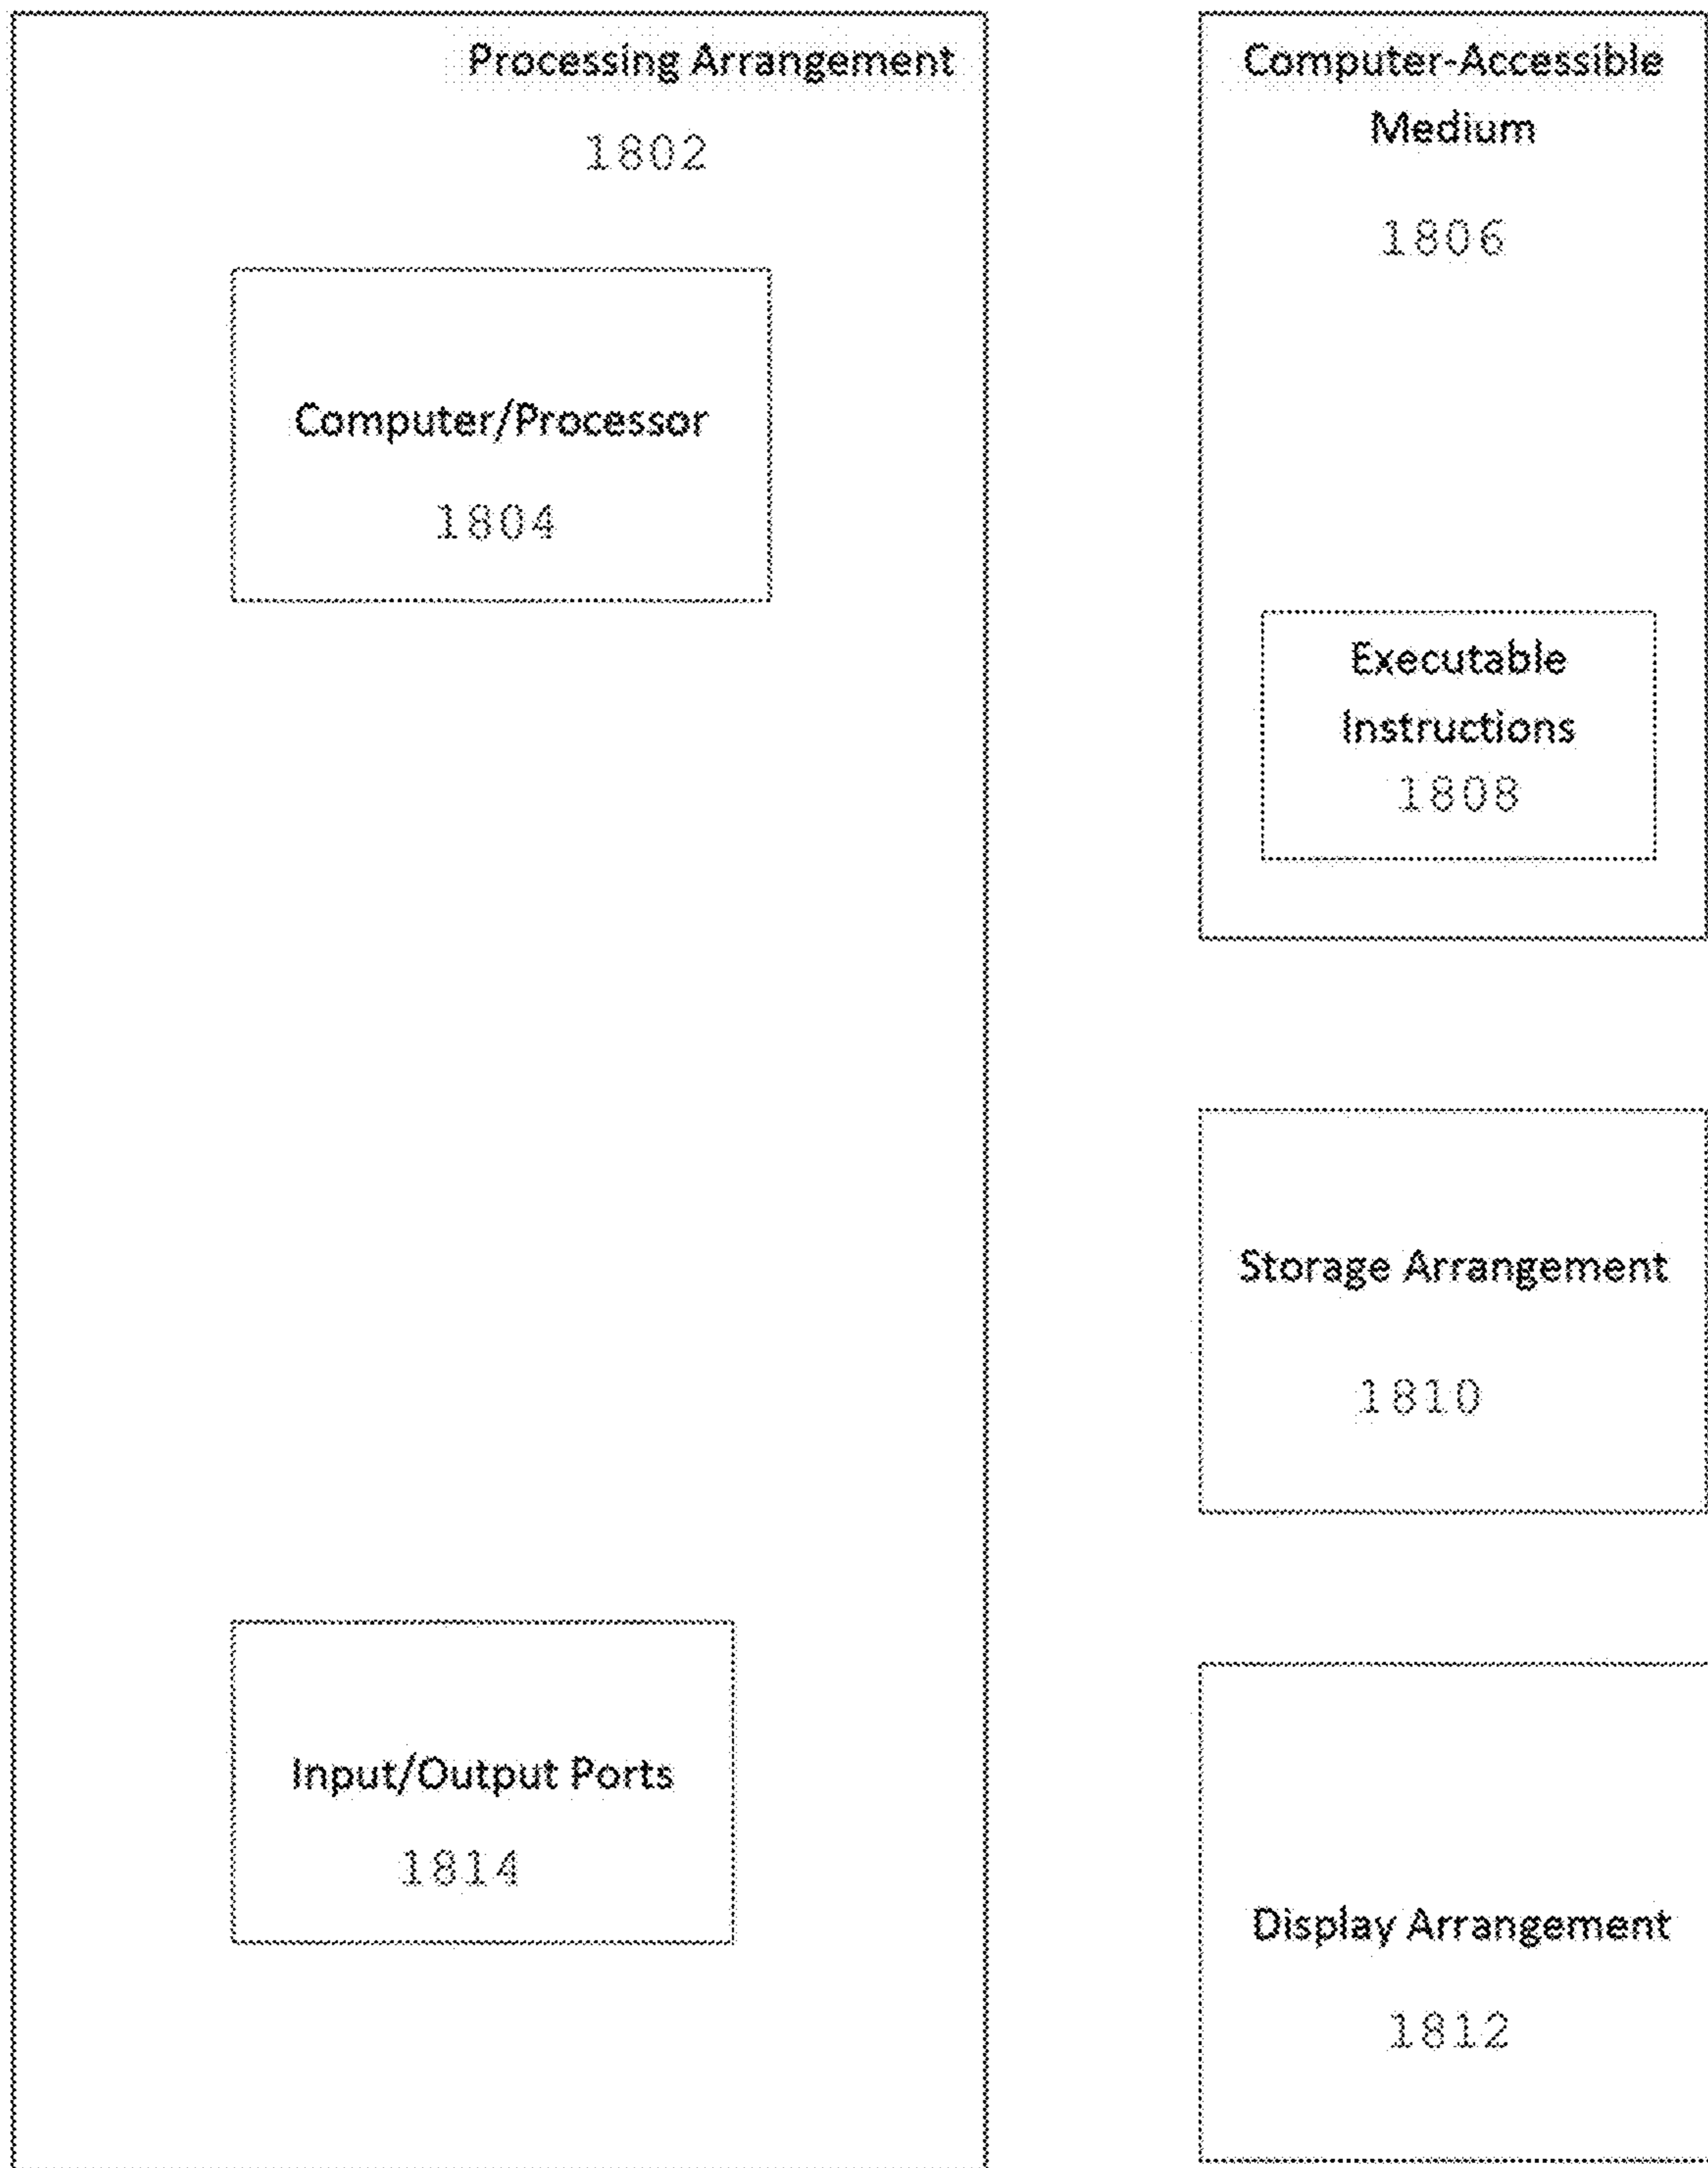 Processing Arrangement
1802
Computer/Processor
1804
Input/Output Ports
1814
Computer-Accessible
Medium
1806
Executable
Instructions
1808
Storage Arrangement
1810
Display Arrangement
1812